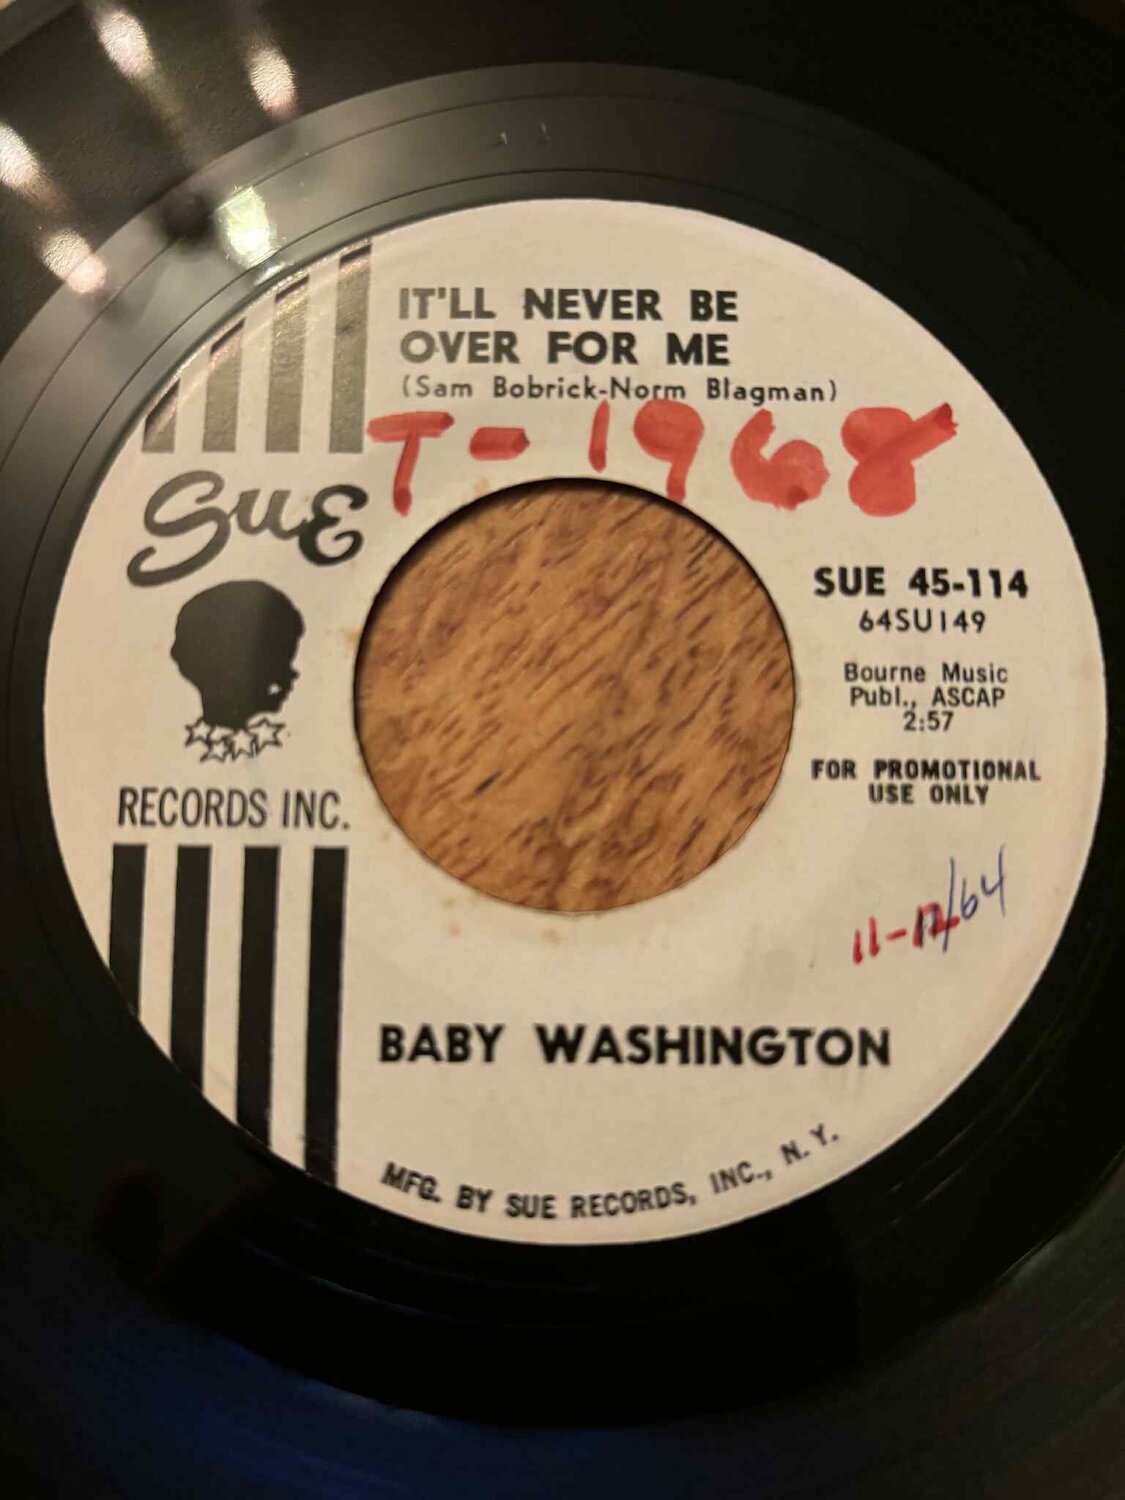 IT'LL NEVER BE
OVER FOR ME
(Sam Bobrick-Norm Blagman)
T-1968
SuE
RECORDS INC.
SUE 45-114
64SU149
Bourne Music
Publ., ASCAP
2:57
FOR PROMOTIONAL
USE ONLY
11-12/64
BABY WASHINGTON
MFG. BY SUE RECORDS, INC., N. Y.